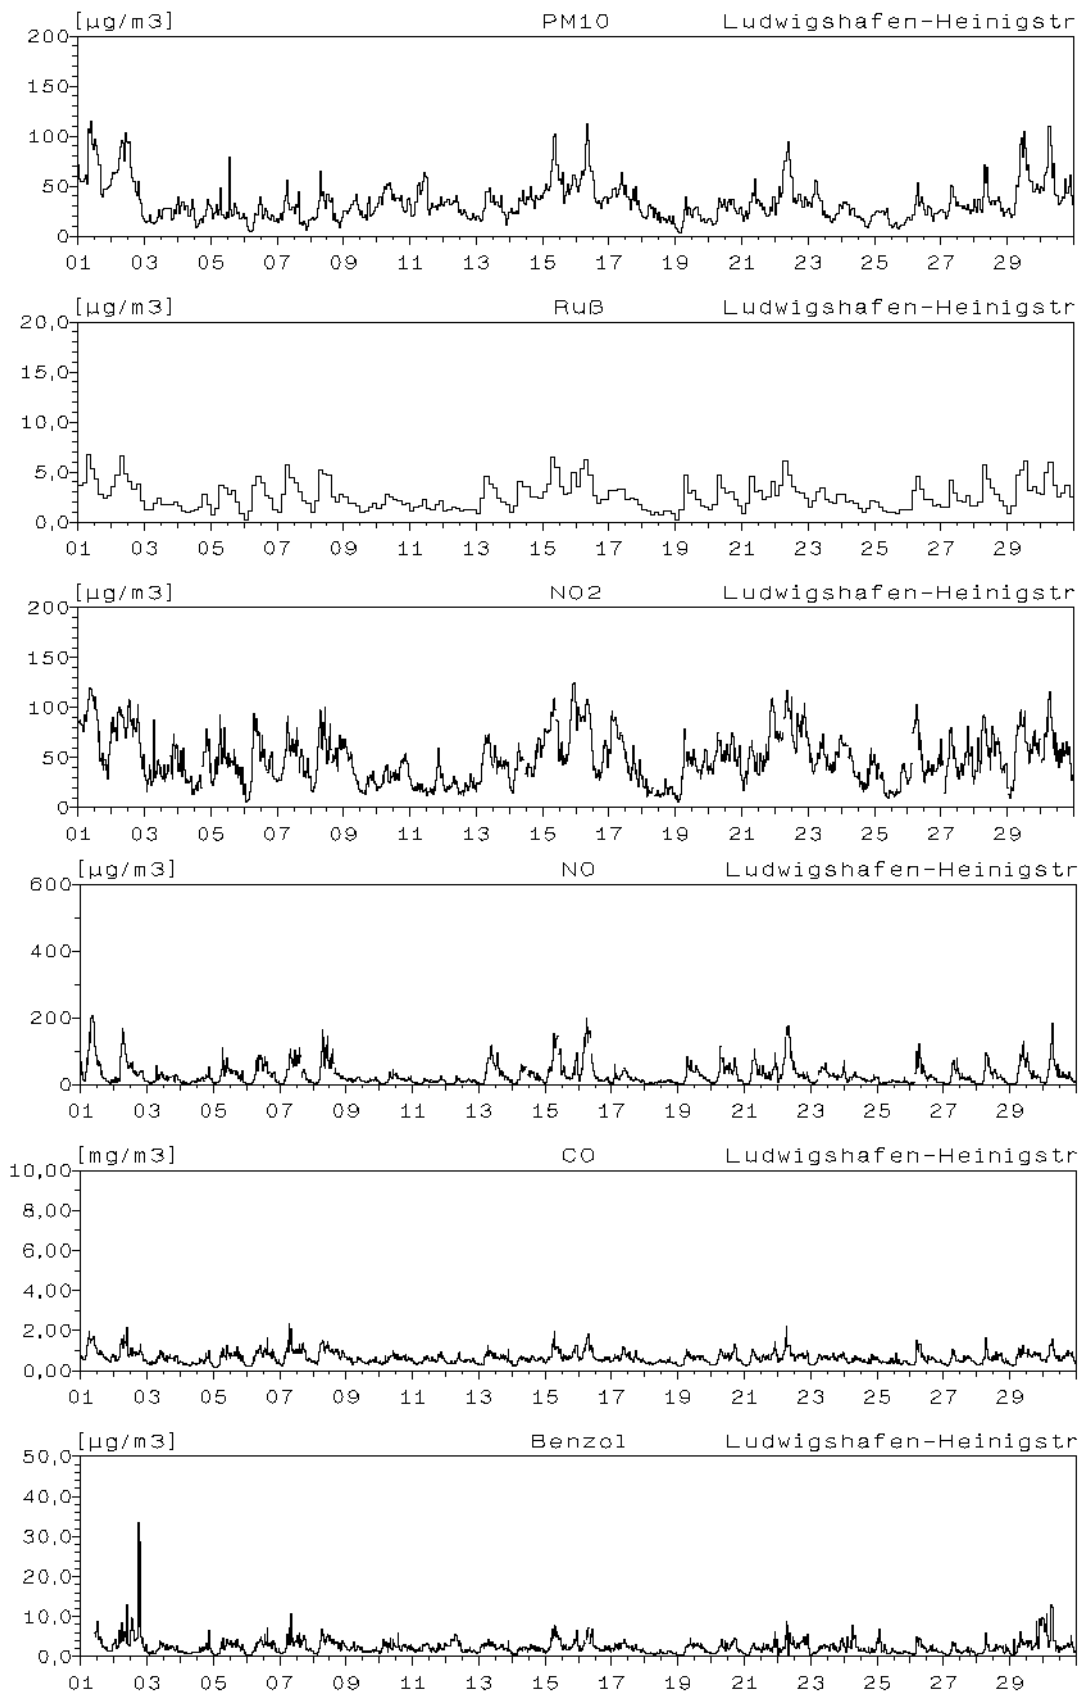 [µg/m3] PM10 Ludwigshafen-Heinigstr
200
150
100
50
0
01 03 05 07 09 11 13 15 17 19 21 23 25 27 29
[µg/m3] Ruß Ludwigshafen-Heinigstr
20,0
15,0
10,0
5,0
0,0
01 03 05 07 09 11 13 15 17 19 21 23 25 27 29
[µg/m3] NO2 Ludwigshafen-Heinigstr
200
150
100
50
0
01 03 05 07 09 11 13 15 17 19 21 23 25 27 29
[µg/m3] NO Ludwigshafen-Heinigstr
600
400
200
0
01 03 05 07 09 11 13 15 17 19 21 23 25 27 29
[mg/m3] CO Ludwigshafen-Heinigstr
10,00
8,00
6,00
4,00
2,00
0,00
01 03 05 07 09 11 13 15 17 19 21 23 25 27 29
[µg/m3] Benzol Ludwigshafen-Heinigstr
50,0
40,0
30,0
20,0
10,0
0,0
01 03 05 07 09 11 13 15 17 19 21 23 25 27 29